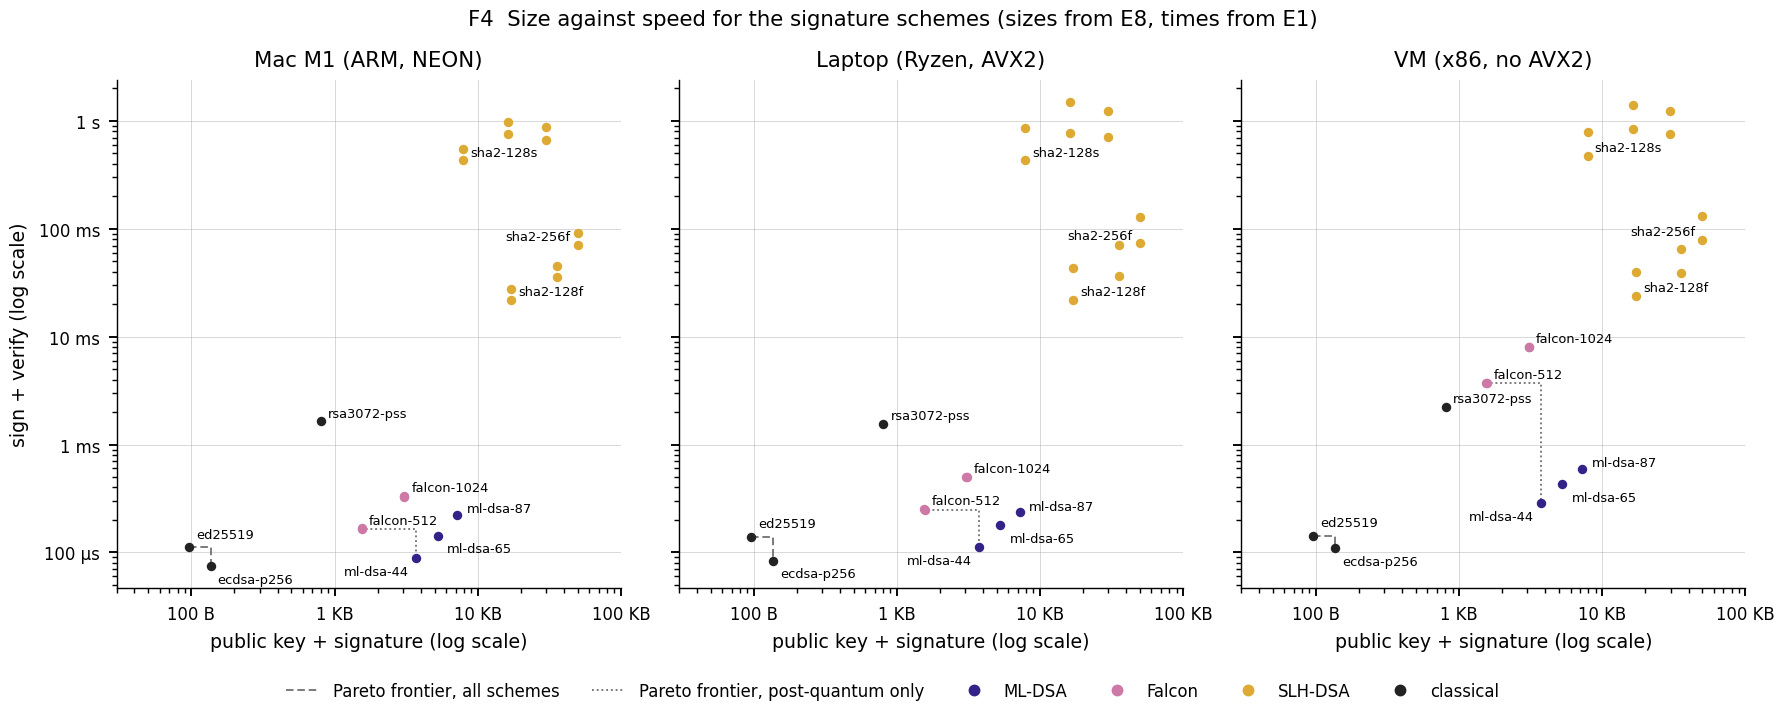 F4  Size against speed for the signature schemes (sizes from E8, times from E1)
Mac M1 (ARM, NEON)
Laptop (Ryzen, AVX2)
VM (x86, no AVX2)
sign + verify (log scale)
1 s
100 ms
10 ms
1 ms
100 µs
sha2-128s
sha2-256f
sha2-128f
rsa3072-pss
falcon-1024
falcon-512
ml-dsa-87
ed25519
ml-dsa-65
ml-dsa-44
ecdsa-p256
100 B
1 KB
10 KB
100 KB
public key + signature (log scale)
sha2-128s
sha2-256f
sha2-128f
rsa3072-pss
falcon-1024
falcon-512
ml-dsa-87
ed25519
ml-dsa-65
ml-dsa-44
ecdsa-p256
100 B
1 KB
10 KB
100 KB
public key + signature (log scale)
sha2-128s
sha2-256f
sha2-128f
falcon-1024
falcon-512
rsa3072-pss
ml-dsa-87
ml-dsa-65
ed25519
ml-dsa-44
ecdsa-p256
100 B
1 KB
10 KB
100 KB
public key + signature (log scale)
Pareto frontier, all schemes
Pareto frontier, post-quantum only
ML-DSA
Falcon
SLH-DSA
classical